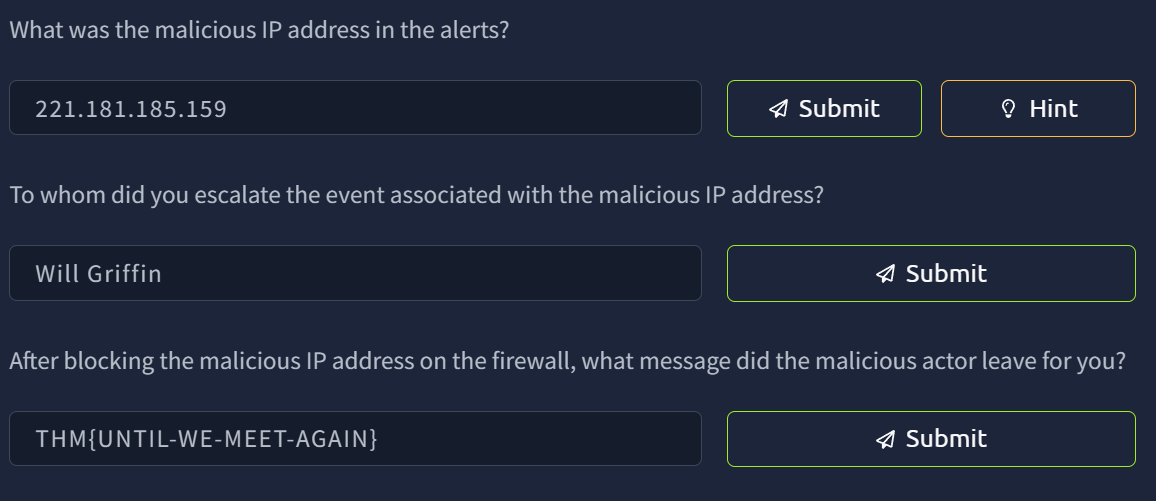 What was the malicious IP address in the alerts?
221.181.185.159
Submit
Hint
To whom did you escalate the event associated with the malicious IP address?
Will Griffin
Submit
After blocking the malicious IP address on the firewall, what message did the malicious actor leave for you?
THM{UNTIL-WE-MEET-AGAIN}
Submit